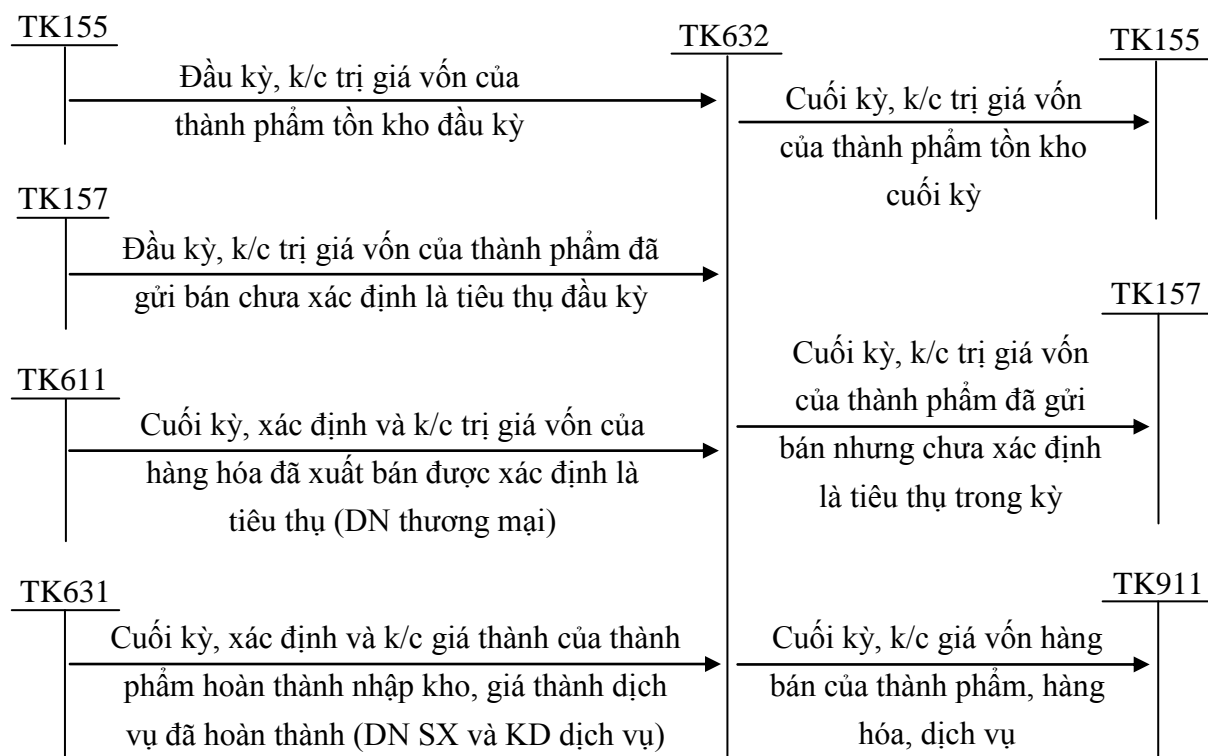 TK155
Đầu kỳ, k/c trị giá vốn của
thành phẩm tồn kho đầu kỳ
TK157
Đầu kỳ, k/c trị giá vốn của thành phẩm đã
gửi bán chưa xác định là tiêu thụ đầu kỳ
TK611
Cuối kỳ, xác định và k/c trị giá vốn của
hàng hóa đã xuất bán được xác định là
tiêu thụ (DN thương mại)
TK631
Cuối kỳ, xác định và k/c giá thành của thành
phẩm hoàn thành nhập kho, giá thành dịch
vụ đã hoàn thành (DN SX và KD dịch vụ)
TK632
TK155
Cuối kỳ, k/c trị giá vốn
của thành phẩm tồn kho
cuối kỳ
TK157
Cuối kỳ, k/c trị giá vốn
của thành phẩm đã gửi
bán nhưng chưa xác định
là tiêu thụ trong kỳ
TK911
Cuối kỳ, k/c giá vốn hàng
bán của thành phẩm, hàng
hóa, dịch vụ